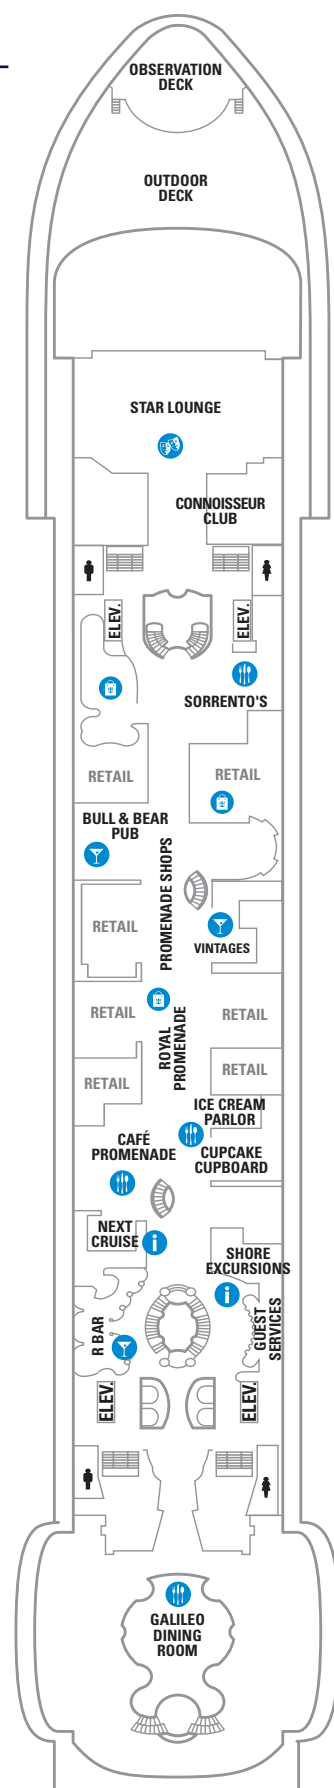 OBSERVATION
DECK
OUTDOOR
DECK
STAR LOUNGE
CONNOISSEUR
CLUB
ELEV.
ELEV.
SORRENTO'S
RETAIL
RETAIL
BULL & BEAR
PUB
PROMENADE SHOPS
RETAIL
VINTAGES
RETAIL
ROYAL
PROMENADE
RETAIL
RETAIL
RETAIL
ICE CREAM
PARLOR
CAFÉ
PROMENADE
CUPCAKE
CUPBOARD
NEXT
CRUISE
i
SHORE
EXCURSIONS
i
GUEST
SERVICES
R BAR
ELEV.
ELEV.
GALILEO
DINING
ROOM